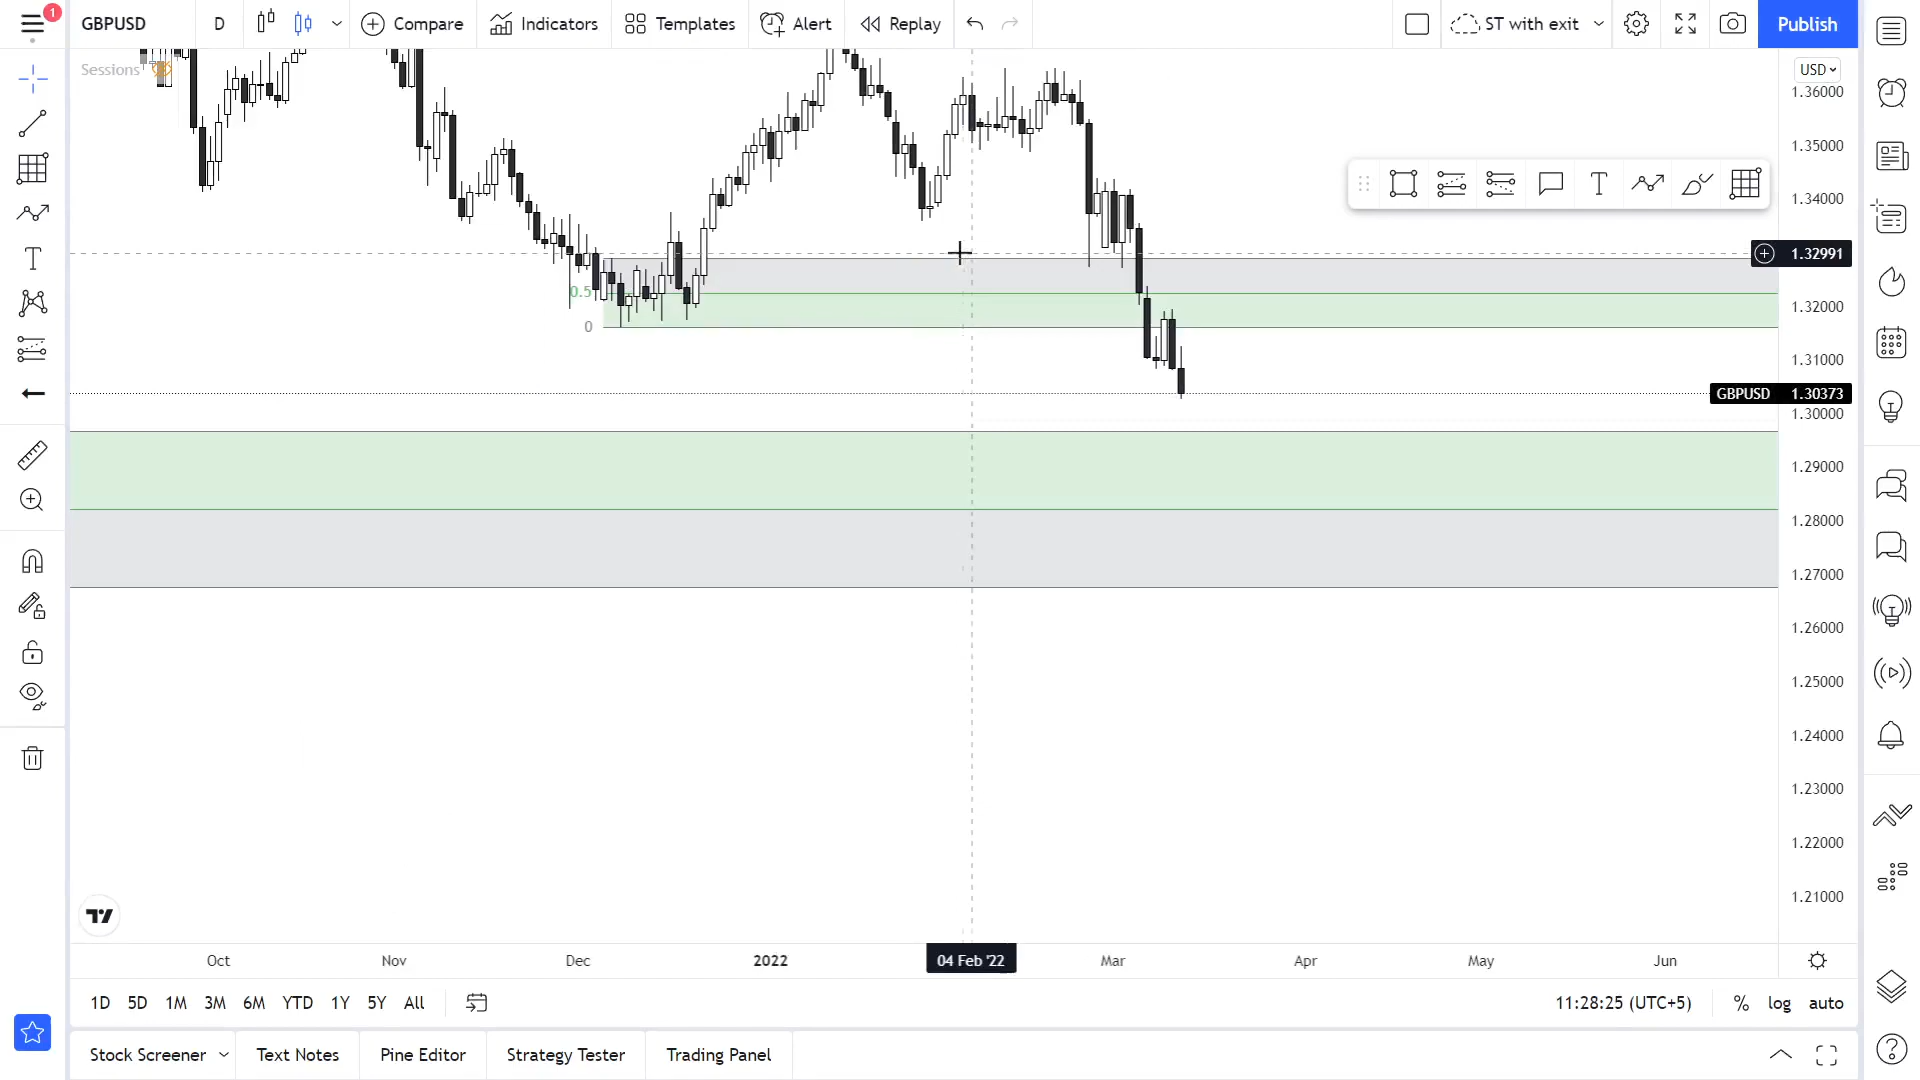 1
GBPUSD D Compare Indicators Templates Alert Replay ST with exit Publish
Sessions
USD
1.36000
1.35000
1.34000
1.32991
1.32000
1.31000
GBPUSD 1.30373
1.30000
1.29000
1.28000
1.27000
1.26000
1.25000
1.24000
1.23000
1.22000
1.21000
0.5
0
Oct Nov Dec 2022 04 Feb '22 Mar Apr May Jun
1D 5D 1M 3M 6M YTD 1Y 5Y All 11:28:25 (UTC+5) % log auto
Stock Screener Text Notes Pine Editor Strategy Tester Trading Panel